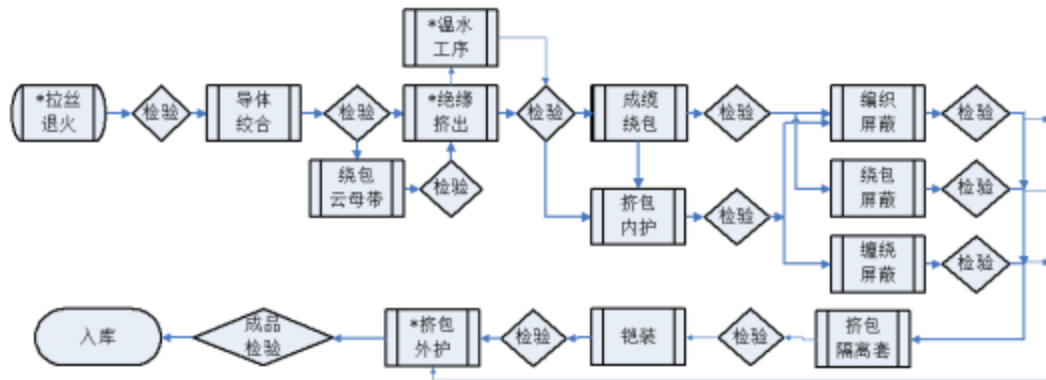 *温水
工序
*拉丝
退火
检验
导体
绞合
检验
*绝缘
挤出
检验
成缆
绕包
检验
编织
屏蔽
检验
绕包
云母带
检验
挤包
内护
检验
绕包
屏蔽
检验
缠绕
屏蔽
检验
入库
成品
检验
*挤包
外护
检验
铠装
检验
挤包
隔离套